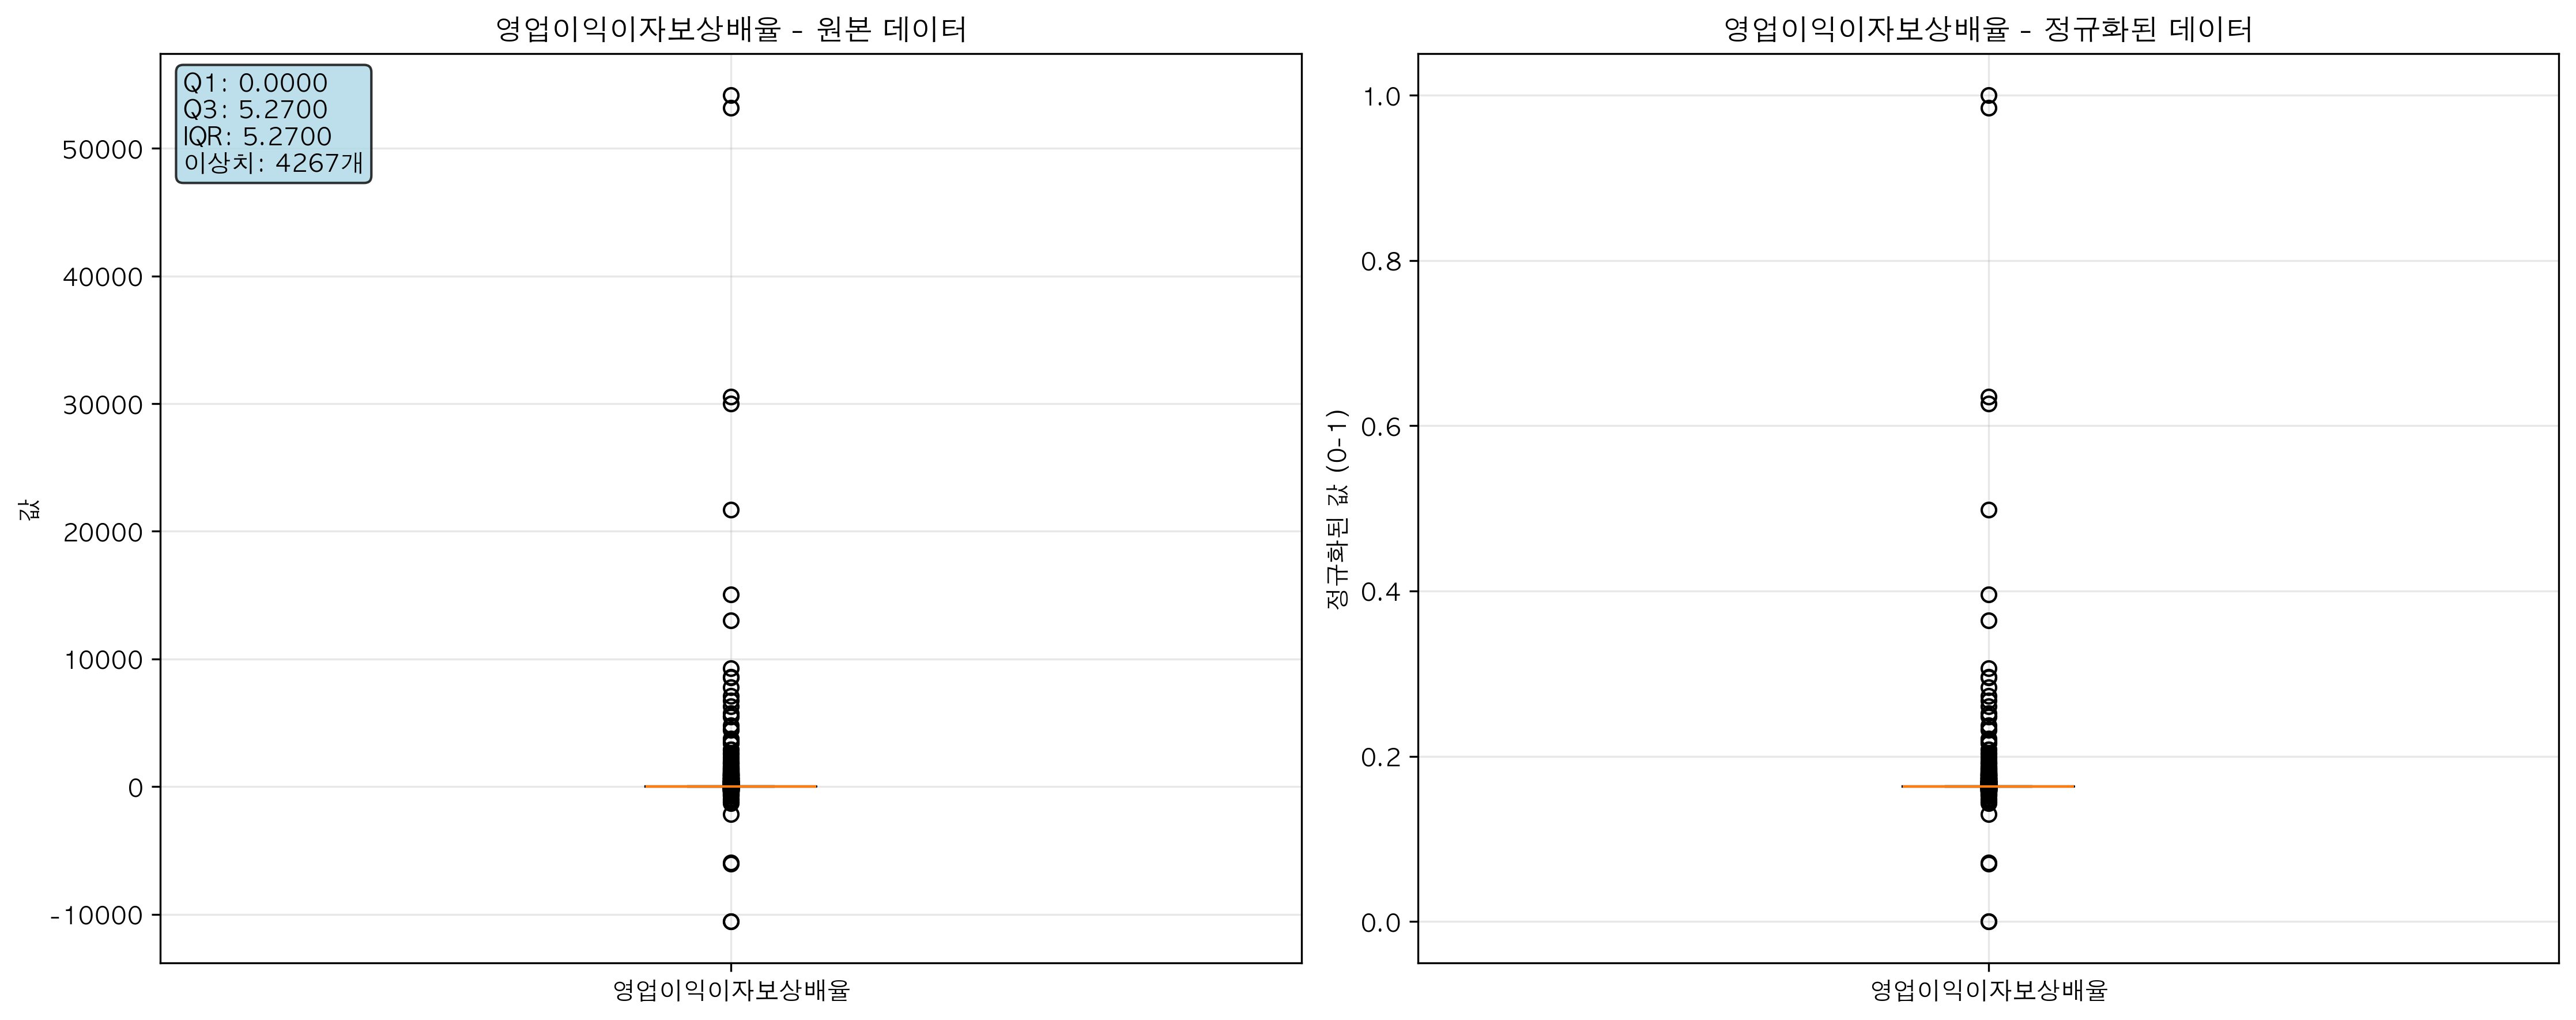 영업이익이자보상배율 - 원본 데이터
Q1: 0.0000
Q3: 5.2700
IQR: 5.2700
이상치: 4267개
50000
40000
30000
20000
10000
0
-10000
값
영업이익이자보상배율
영업이익이자보상배율 - 정규화된 데이터
1.0
0.8
0.6
0.4
0.2
0.0
정규화된 값 (0-1)
영업이익이자보상배율